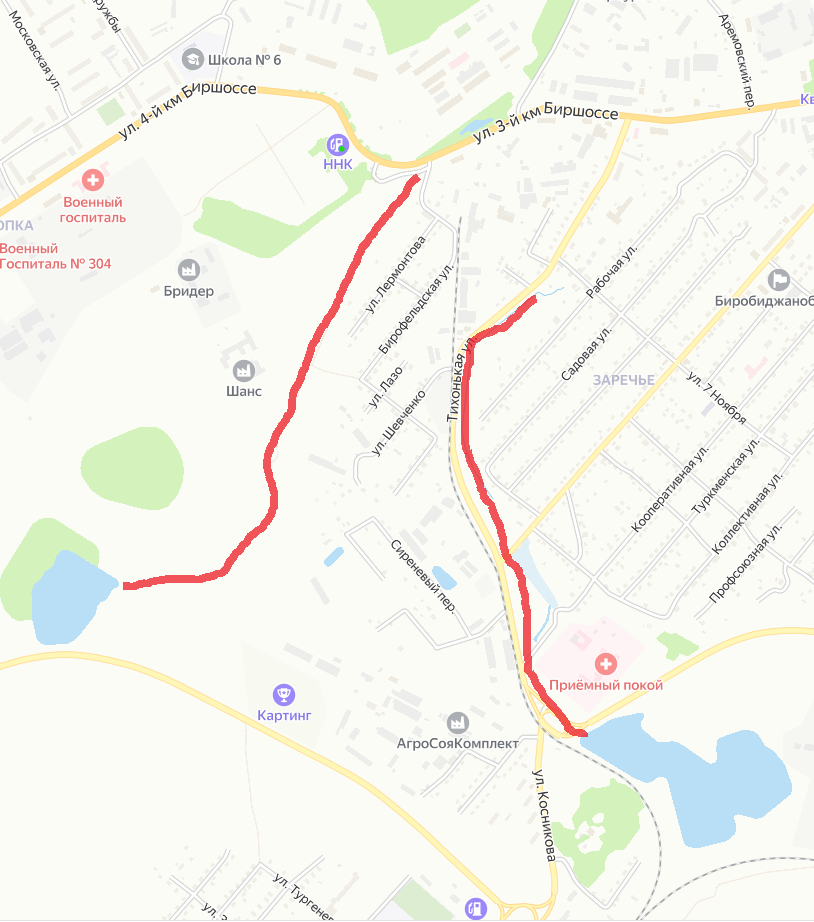 Московская ул.
Школа № 6
Аремовский пер.
ул. 4-й км Биршоссе
ул. 3-й км Биршоссе
ННК
Военный
госпиталь
Военный
Госпиталь № 304
Бридер
ул. Лермонтова
Бирофельдская ул.
Рабочая ул.
Шанс
ул. Лазо
ул. Шевченко
Тихонькая ул.
Садовая ул.
ЗАРЕЧЬЕ
ул. 7 Ноября
Кооперативная ул.
Туркменская ул.
Коллективная ул.
Профсоюзная ул.
Сиреневый пер.
Приёмный покой
Картинг
АгроСояКомплект
ул. Косникова